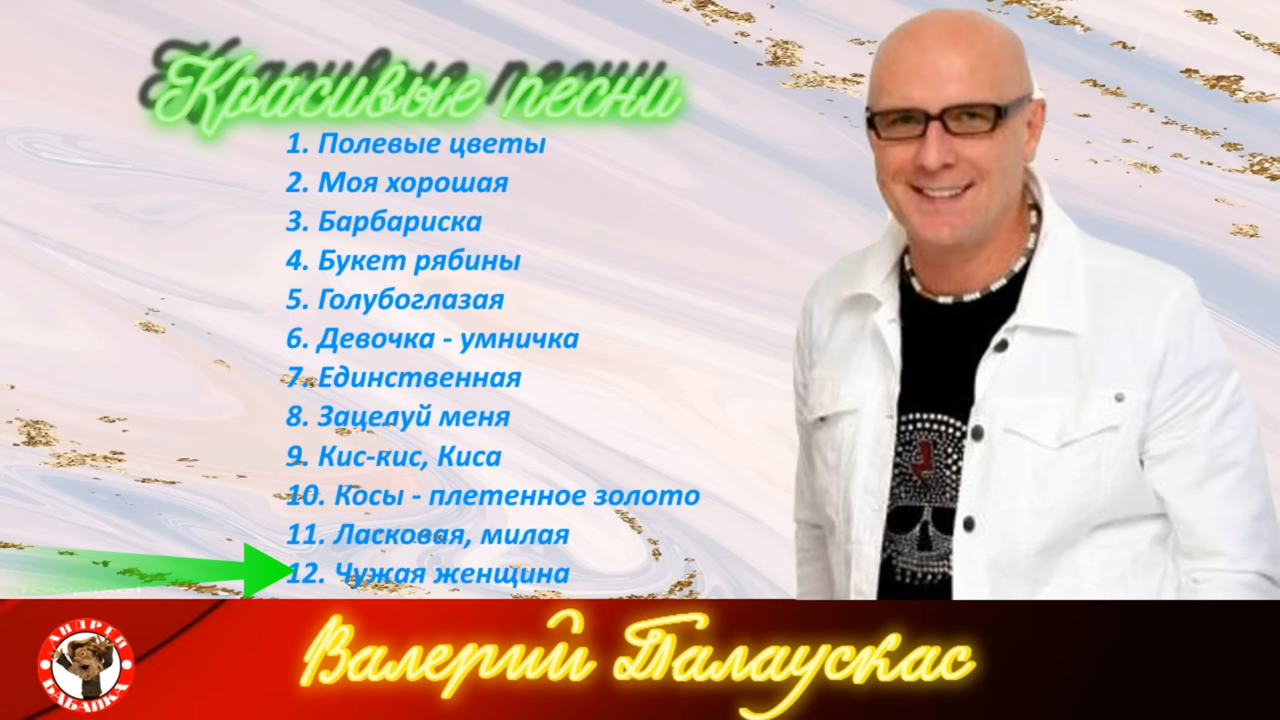 Красивые песни
1. Полевые цветы
2. Моя хорошая
3. Барбариска
4. Букет рябины
5. Голубоглазая
6. Девочка - умничка
7. Единственная
8. Зацелуй меня
9. Кис-кис, Киса
10. Косы - плетенное золото
11. Ласковая, милая
12. Чужая женщина
Валерий Палаускас
АНДРЕЙ
БАБАШКА